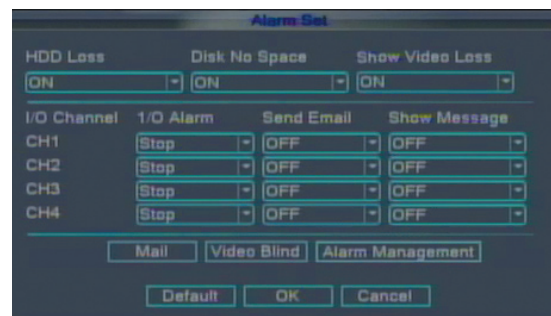 Alarm Set
HDD Loss Disk No Space Show Video Loss
ON ON ON
I/O Channel 1/O Alarm Send Email Show Message
CH1 Stop OFF OFF
CH2 Stop OFF OFF
CH3 Stop OFF OFF
CH4 Stop OFF OFF
Mail Video Blind Alarm Management
Default OK Cancel